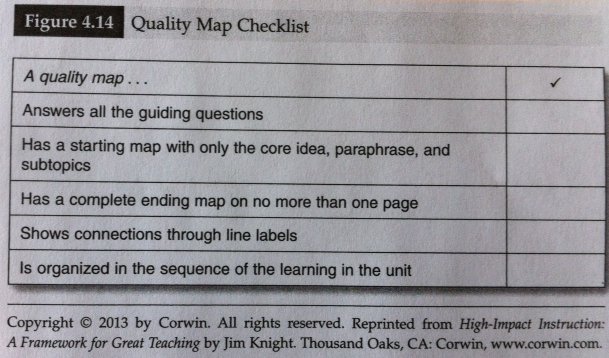 Figure 4.14 Quality Map Checklist
A quality map . . . ✓
Answers all the guiding questions
Has a starting map with only the core idea, paraphrase, and
subtopics
Has a complete ending map on no more than one page
Shows connections through line labels
Is organized in the sequence of the learning in the unit
Copyright © 2013 by Corwin. All rights reserved. Reprinted from High-Impact Instruction:
A Framework for Great Teaching by Jim Knight. Thousand Oaks, CA: Corwin, www.corwin.com.